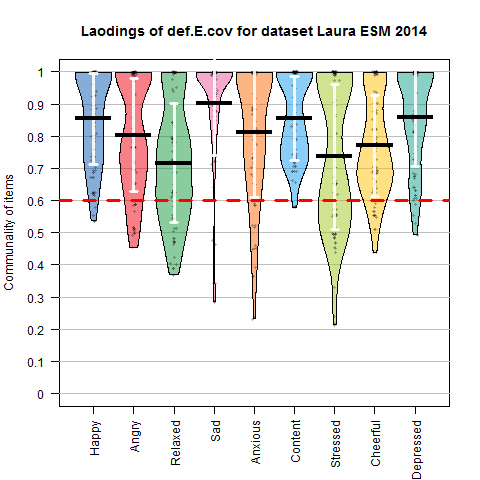 Laodings of def.E.cov for dataset Laura ESM 2014
Communality of items
1
0.9
0.8
0.7
0.6
0.5
0.4
0.3
0.2
0.1
0
Happy
Angry
Relaxed
Sad
Anxious
Content
Stressed
Cheerful
Depressed